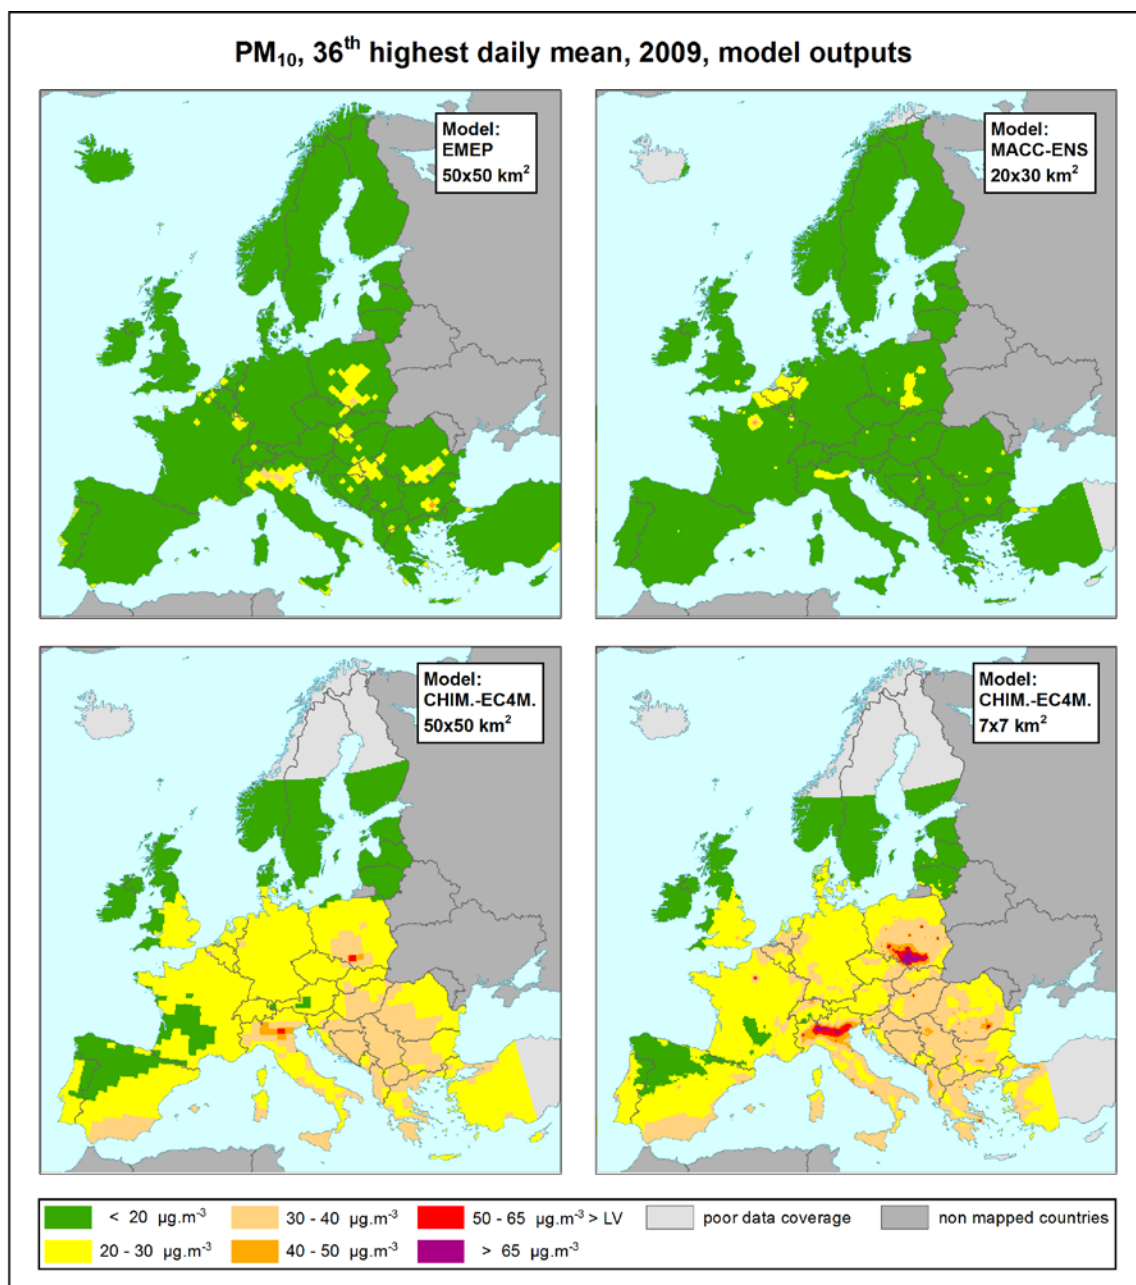 PM₁₀, 36ᵗʰ highest daily mean, 2009, model outputs
Model:
EMEP
50x50 km²
Model:
MACC-ENS
20x30 km²
Model:
CHIM.-EC4M.
50x50 km²
Model:
CHIM.-EC4M.
7x7 km²
< 20 µg.m⁻³
30 - 40 µg.m⁻³
50 - 65 µg.m⁻³ > LV
poor data coverage
non mapped countries
20 - 30 µg.m⁻³
40 - 50 µg.m⁻³
> 65 µg.m⁻³